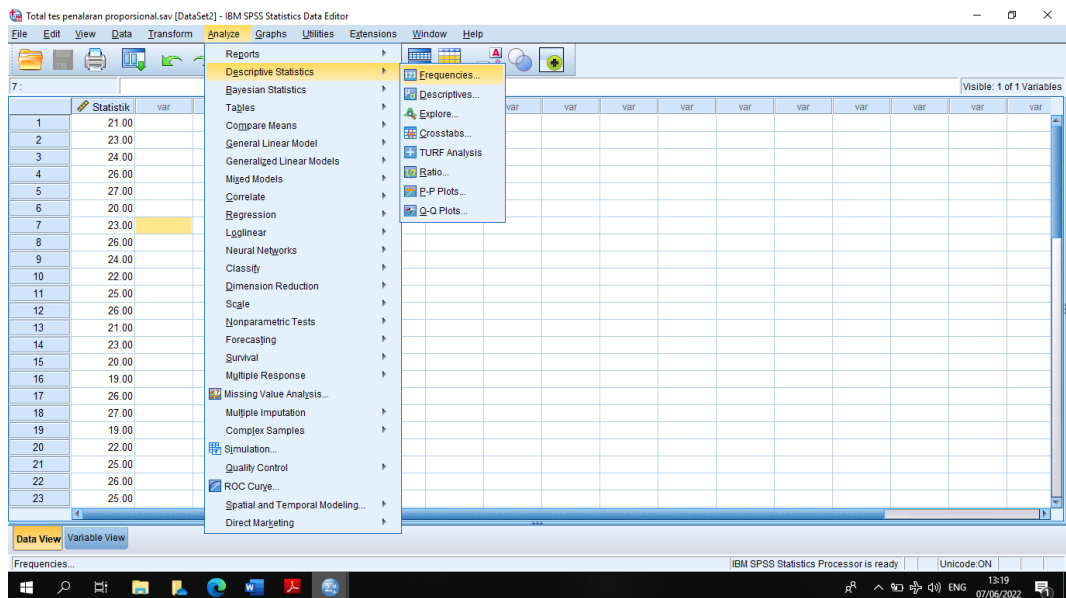 Total tes penalaran proporsional.sav [DataSet2] - IBM SPSS Statistics Data Editor
File Edit View Data Transform Analyze Graphs Utilities Extensions Window Help
7 :
Visible: 1 of 1 Variables
Statistik var var var var var var var var var var var
1 21.00
2 23.00
3 24.00
4 26.00
5 27.00
6 20.00
7 23.00
8 26.00
9 24.00
10 22.00
11 25.00
12 26.00
13 21.00
14 23.00
15 20.00
16 19.00
17 26.00
18 27.00
19 19.00
20 22.00
21 25.00
22 26.00
23 25.00
Reports
Descriptive Statistics
Bayesian Statistics
Tables
Compare Means
General Linear Model
Generalized Linear Models
Mixed Models
Correlate
Regression
Loglinear
Neural Networks
Classify
Dimension Reduction
Scale
Nonparametric Tests
Forecasting
Survival
Multiple Response
Missing Value Analysis...
Multiple Imputation
Complex Samples
Simulation...
Quality Control
ROC Curve...
Spatial and Temporal Modeling...
Direct Marketing
Frequencies...
Descriptives...
Explore...
Crosstabs...
TURF Analysis
Ratio...
P-P Plots...
Q-Q Plots...
Data View Variable View
Frequencies...
IBM SPSS Statistics Processor is ready
Unicode:ON
ENG
13:19
07/06/2022